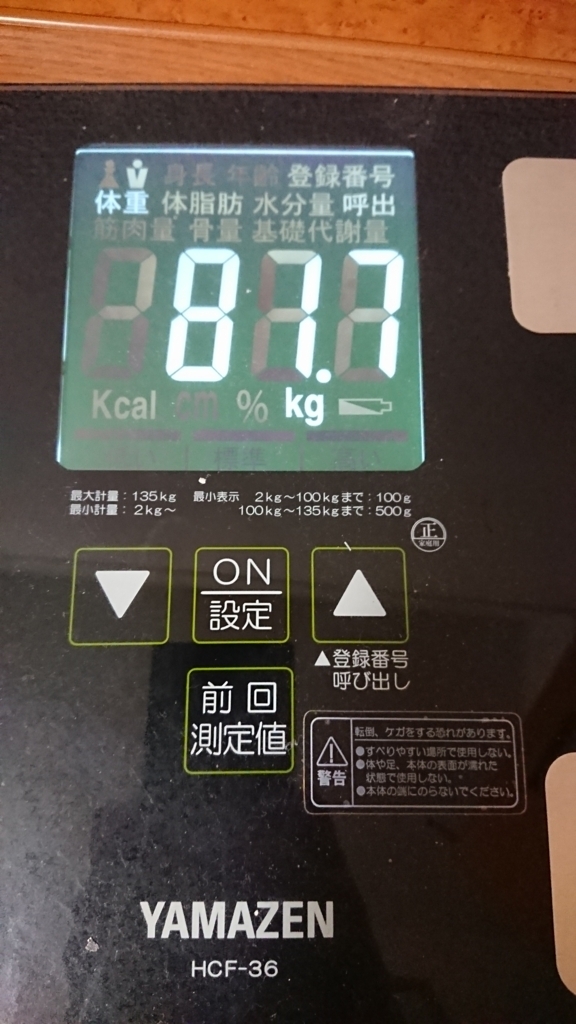 身長 年齢 登録番号
体重 体脂肪 水分量 呼出
筋肉量 骨量 基礎代謝量
81.7
Kcal cm % kg
標準
最大計量：135kg 最小表示 2kg～100kgまで：100g
最小計量：2kg～ 100kg～135kgまで：500g
正
家庭用
▼
ON
設定
▲
▲登録番号
呼び出し
前回
測定値
警告
転倒、ケガをする恐れがあります。
●すべりやすい場所で使用しない。
●体や足、本体の表面が濡れた
状態で使用しない。
●本体の端にのらないでください。
YAMAZEN
HCF-36